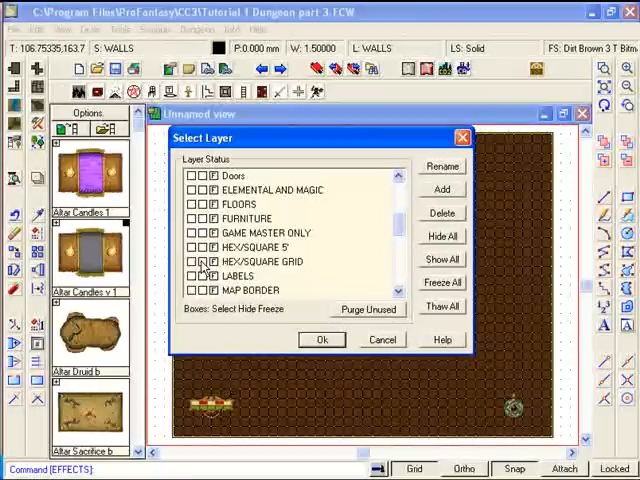 C:\Program Files\ProFantasy\CC3\Tutorial 1 Dungeon part 3.FCW
T: 106.75335,163.7 S: WALLS P:0.000 mm W: 1.50000 L: WALLS LS: Solid FS: Dirt Brown 3 T Bitm
Options.
Unnamed view
Select Layer
Layer Status
Doors
ELEMENTAL AND MAGIC
FLOORS
FURNITURE
GAME MASTER ONLY
HEX/SQUARE 5'
HEX/SQUARE GRID
LABELS
MAP BORDER
Boxes: Select Hide Freeze
Purge Unused
Rename
Add
Delete
Hide All
Show All
Freeze All
Thaw All
Ok Cancel Help
Altar Candles 1
Altar Candles v 1
Altar Druid b
Altar Sacrifice b
Command [EFFECTS]:
Grid Ortho Snap Attach Locked